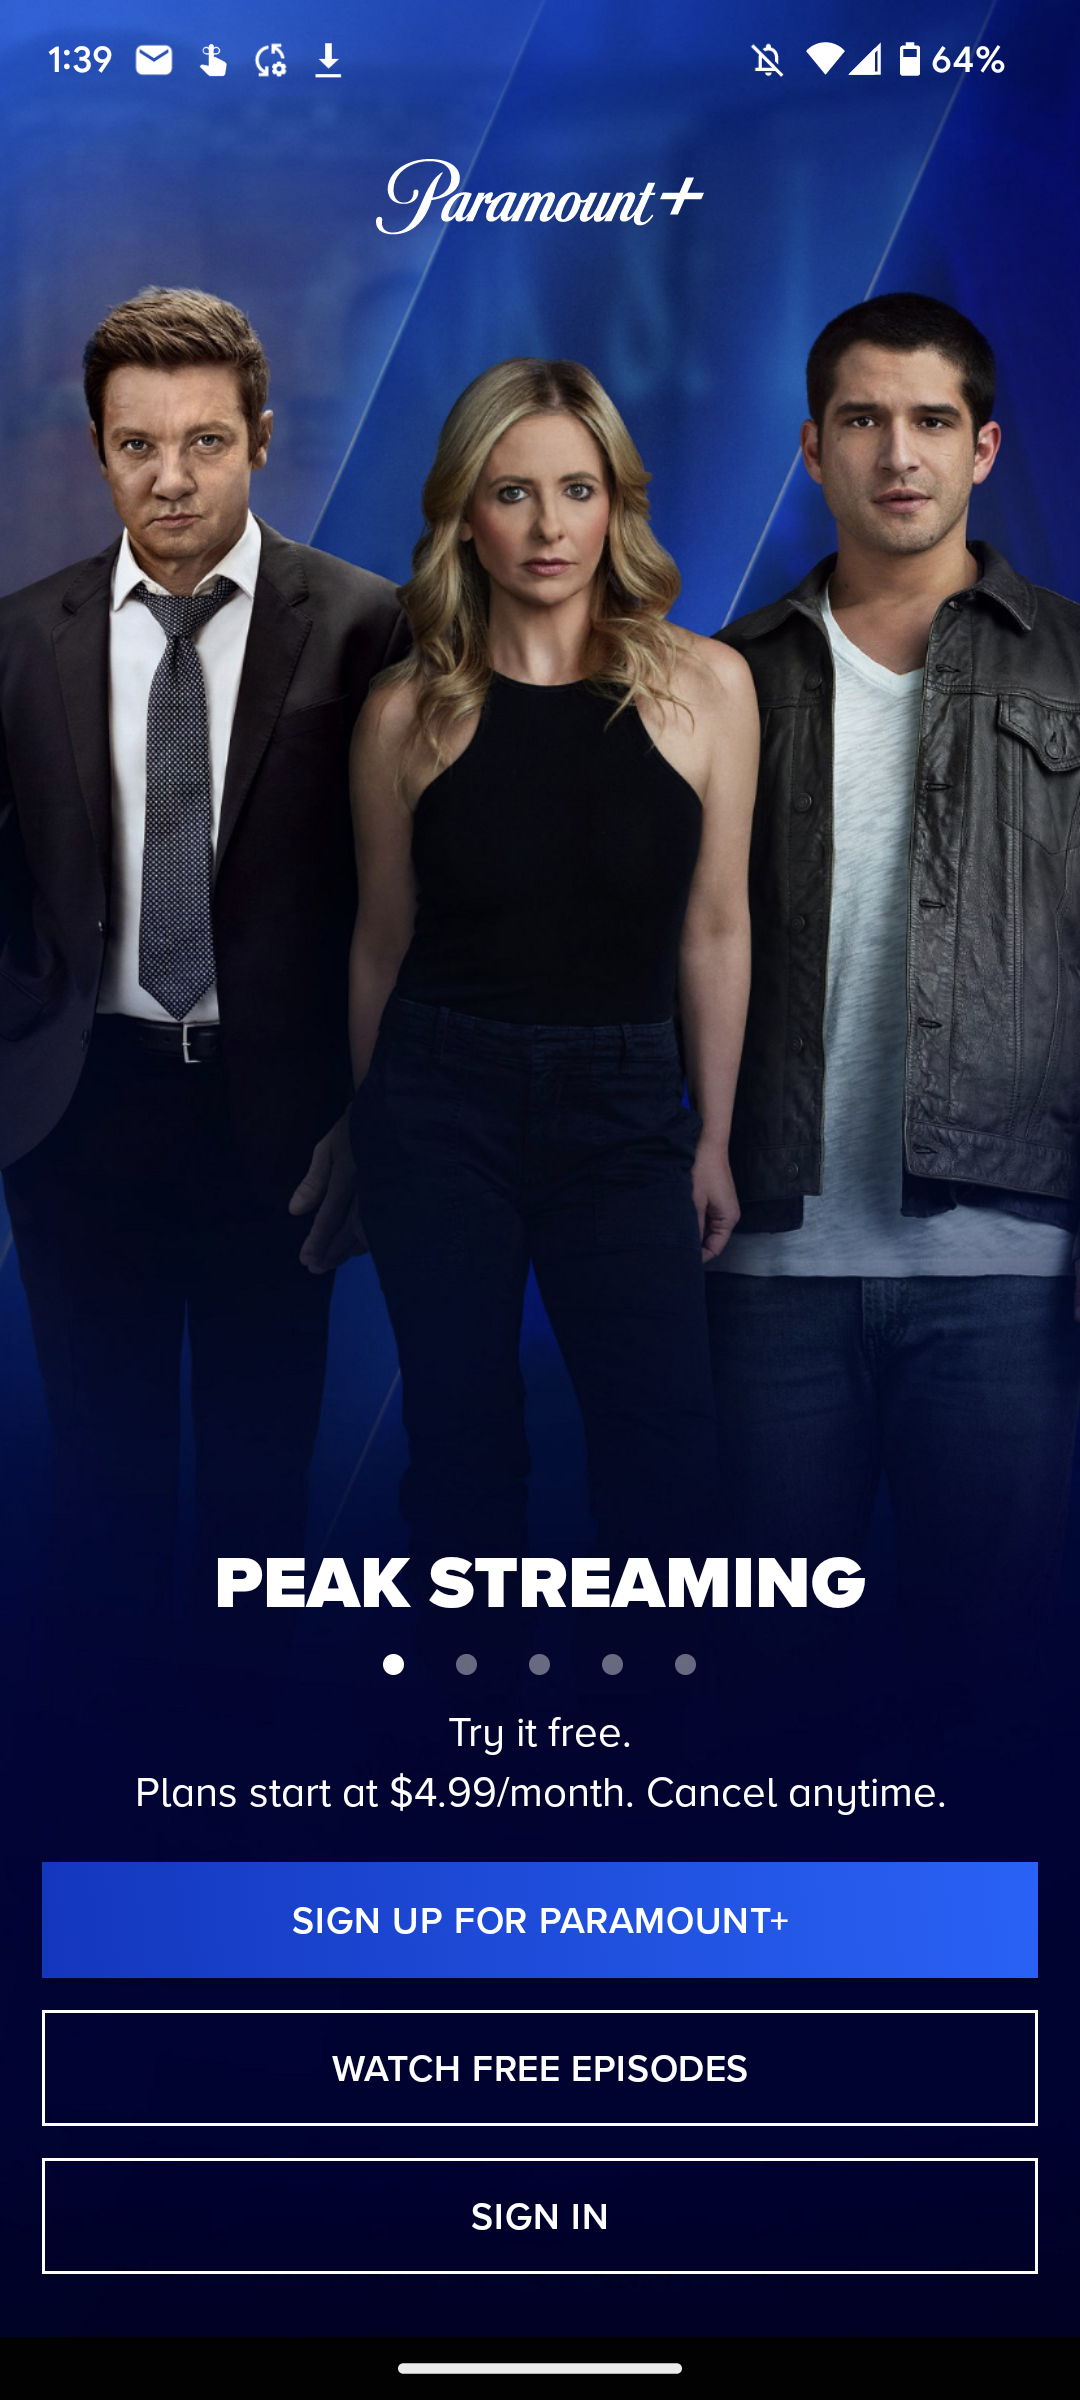 1:39
64%
Paramount+
PEAK STREAMING
Try it free.
Plans start at $4.99/month. Cancel anytime.
SIGN UP FOR PARAMOUNT+
WATCH FREE EPISODES
SIGN IN